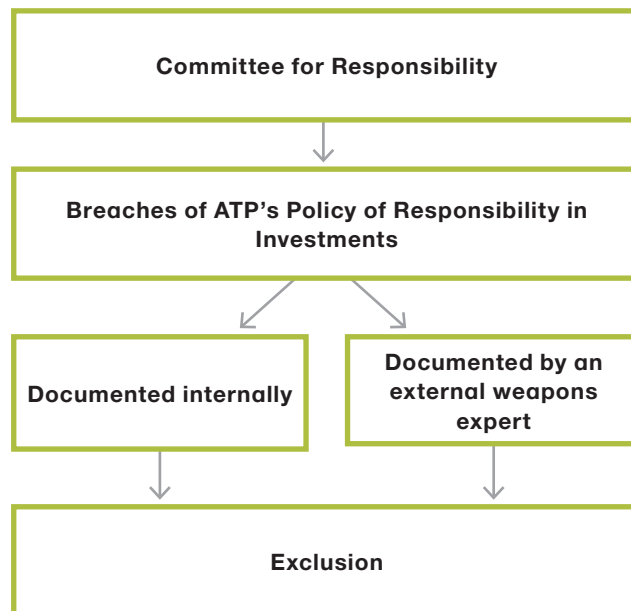 Committee for Responsibility
Breaches of ATP's Policy of Responsibility in
Investments
Documented internally
Documented by an
external weapons
expert
Exclusion